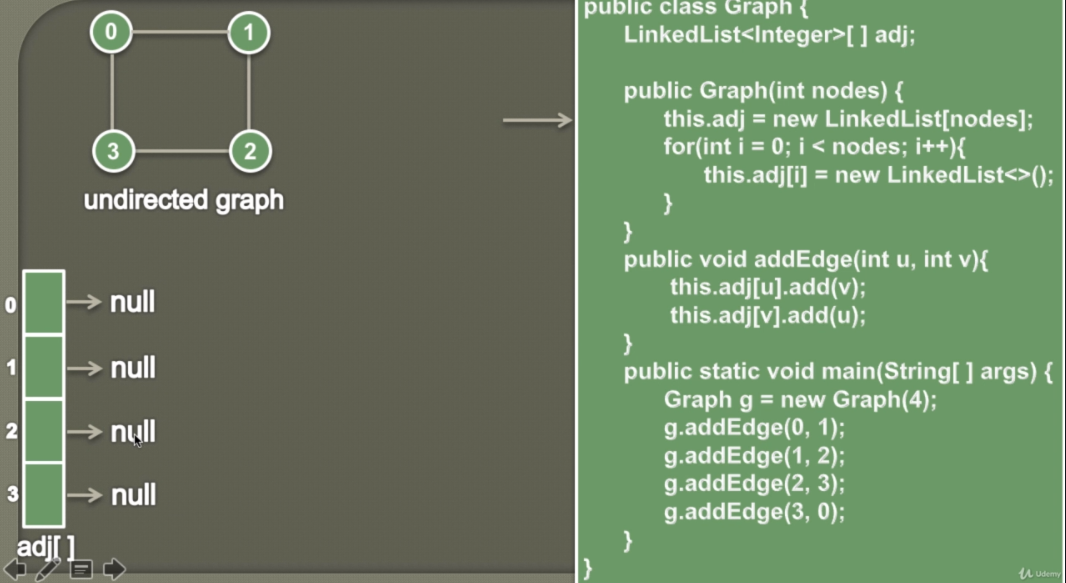 0
1
3
2
undirected graph
0
null
1
null
2
null
3
null
adj[ ]
public class Graph {
LinkedList<Integer>[ ] adj;
public Graph(int nodes) {
this.adj = new LinkedList[nodes];
for(int i = 0; i < nodes; i++){
this.adj[i] = new LinkedList<>();
}
}
public void addEdge(int u, int v){
this.adj[u].add(v);
this.adj[v].add(u);
}
public static void main(String[ ] args) {
Graph g = new Graph(4);
g.addEdge(0, 1);
g.addEdge(1, 2);
g.addEdge(2, 3);
g.addEdge(3, 0);
}
}
Udemy